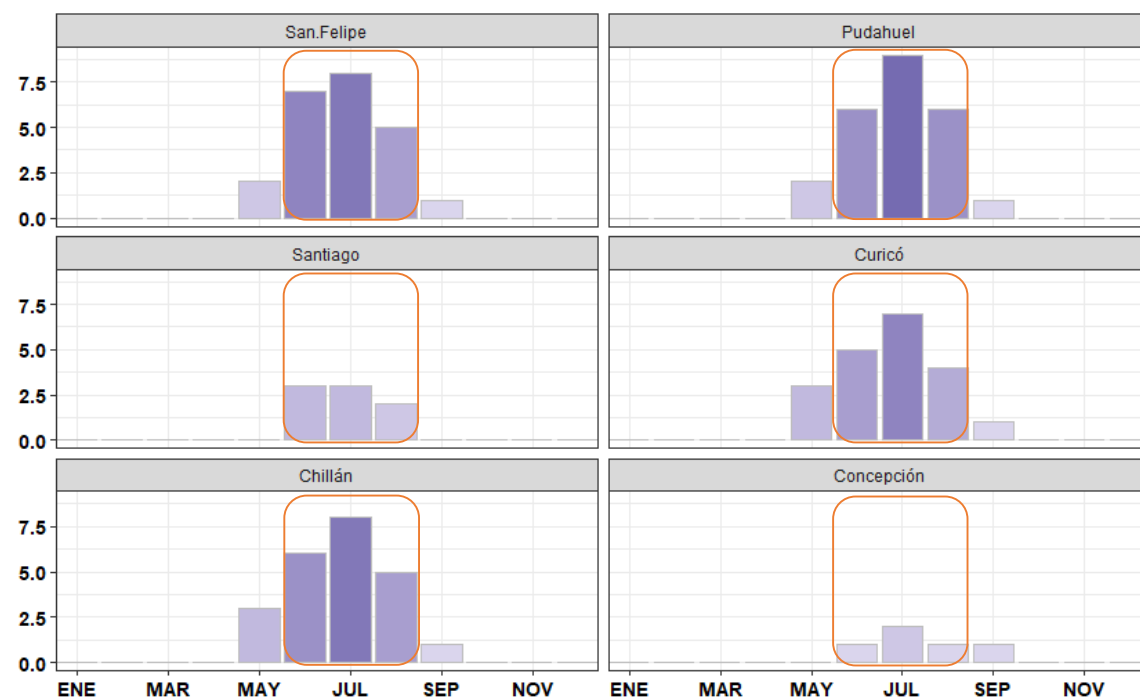 San.Felipe
Pudahuel
7.5
5.0
2.5
0.0
Santiago
Curicó
7.5
5.0
2.5
0.0
Chillán
Concepción
7.5
5.0
2.5
0.0
ENE MAR MAY JUL SEP NOV
ENE MAR MAY JUL SEP NOV